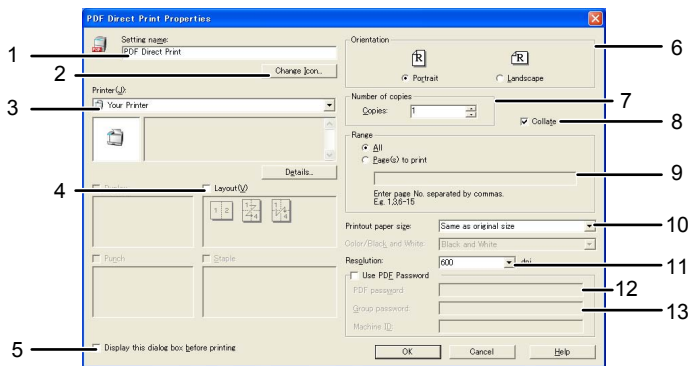 PDF Direct Print Properties
1
Setting name:
PDF Direct Print
2
Change Icon...
3
Printer(J):
Your Printer
Details...
4
Duplex
Layout(V)
1 2
Punch
Staple
5
Display this dialog box before printing
Orientation
R
R
Portrait
Landscape
6
Number of copies
Copies:
1
7
Collate
8
Range
All
Page(s) to print
9
Enter page No. separated by commas.
E.g. 1,3,6-15
Printout paper size:
Same as original size
10
Color/Black and White:
Black and White
Resolution:
600
dpi
11
Use PDF Password
PDF password:
12
Group password:
13
Machine ID:
OK
Cancel
Help